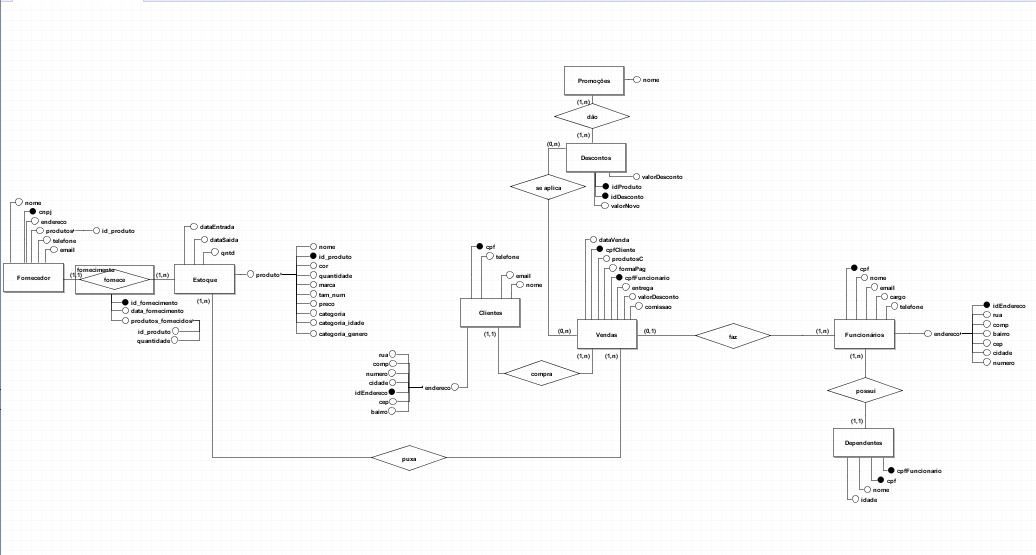 Promoções
nome
(1,n)
dão
(1,n)
(0,n)
Descontos
se aplica
valorDesconto
idProduto
idDesconto
valorNovo
nome
cnpj
endereco
produtos
id_produto
telefone
email
Fornecedor
(1,1)
fornecimento
fornece
(1,n)
id_fornecimento
data_fornecimento
produtos_fornecidos
id_produto
quantidade
dataEntrada
dataSaida
qntd
Estoque
(1,n)
produto
nome
id_produto
cor
quantidade
marca
tam_num
preco
categoria
categoria_idade
categoria_genero
cpf
telefone
email
nome
Clientes
(1,1)
rua
comp
numero
cidade
idEndereco
cep
bairro
endereco
compra
dataVenda
cpfCliente
produtosC
formaPag
cpfFuncionario
entrega
valorDesconto
comissao
(0,n)
Vendas
(0,1)
(1,n)
(1,n)
faz
(1,n)
cpf
nome
email
cargo
telefone
Funcionários
endereco
idEndereco
rua
comp
bairro
cep
cidade
numero
(1,n)
possui
(1,1)
Dependentes
cpfFuncionario
cpf
nome
idade
puxa